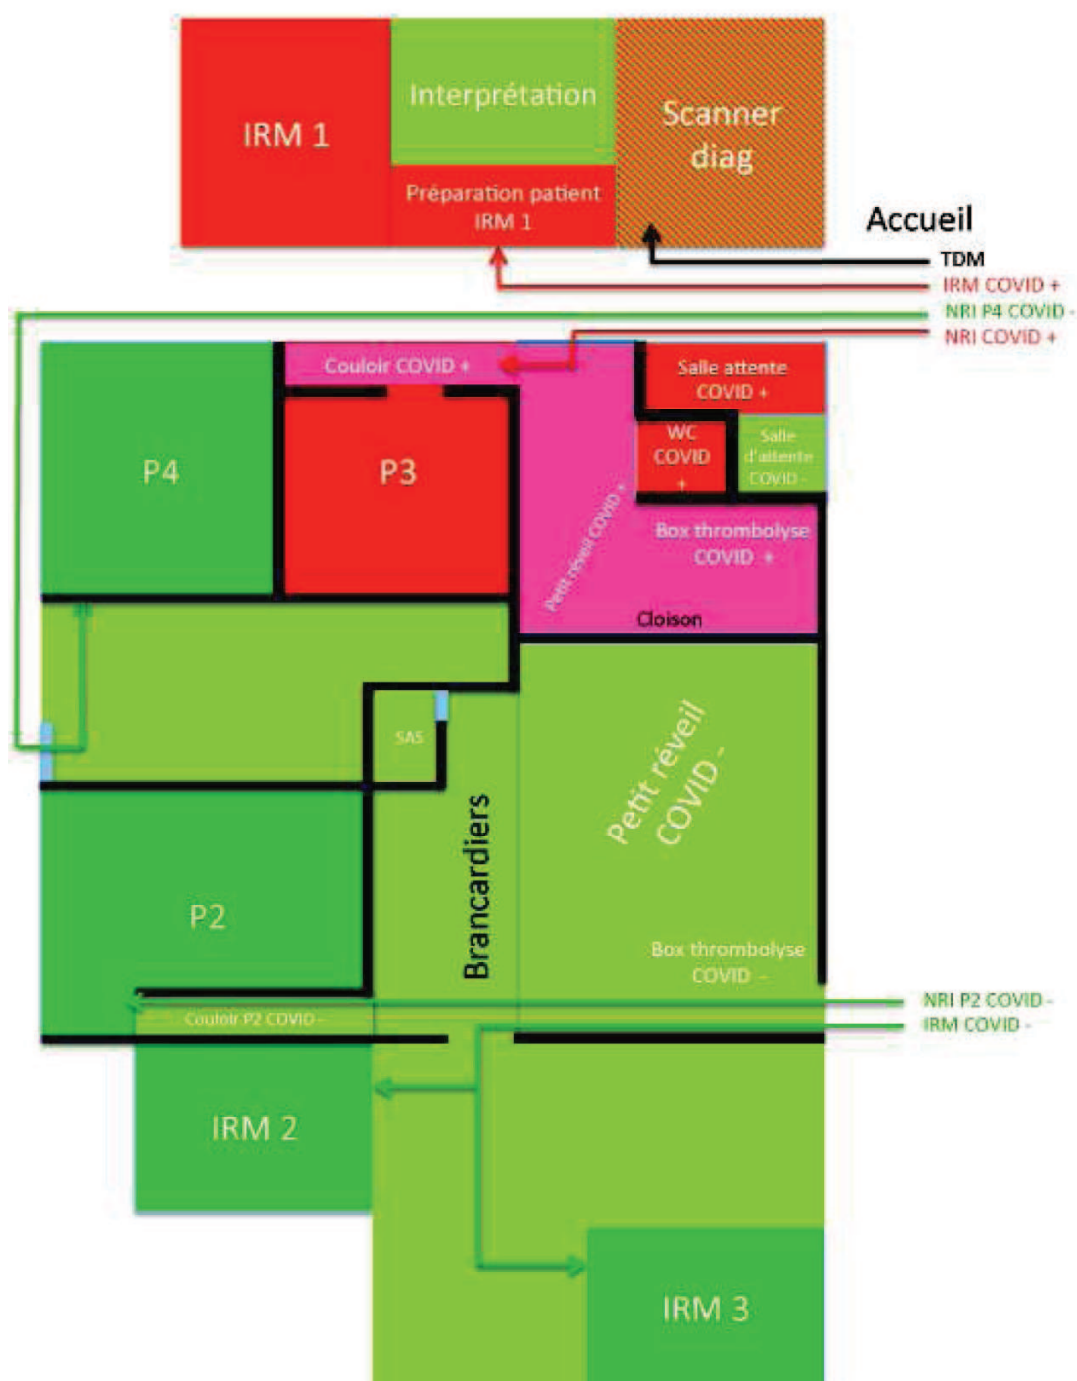 Interprétation
IRM 1
Scanner
diag
Préparation patient
IRM 1
Accueil
TDM
IRM COVID +
NRI P4 COVID -
NRI COVID +
Couloir COVID +
Salle attente
COVID +
P4
P3
WC
COVID
+
Salle
d'attente
COVID -
Petit réveil COVID +
Box thrombolyse
COVID +
Cloison
SAS
Petit réveil
COVID -
Brancardiers
P2
Box thrombolyse
COVID -
NRI P2 COVID -
Couloir P2 COVID -
IRM COVID -
IRM 2
IRM 3